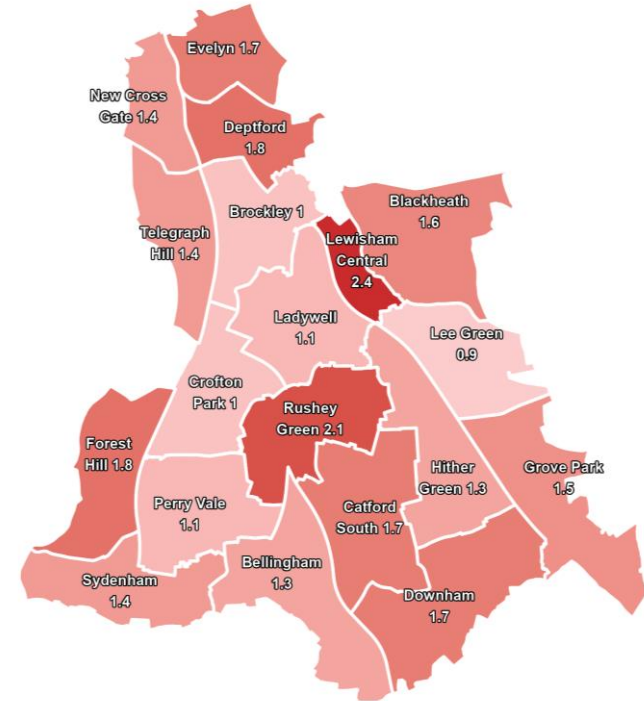 Evelyn 1.7
New Cross
Gate 1.4
Deptford
1.8
Brockley 1
Blackheath
1.6
Telegraph
Hill 1.4
Lewisham
Central
2.4
Ladywell
1.1
Lee Green
0.9
Crofton
Park 1
Rushey
Green 2.1
Forest
Hill 1.8
Hither
Green 1.3
Grove Park
1.5
Perry Vale
1.1
Catford
South 1.7
Bellingham
1.3
Sydenham
1.4
Downham
1.7